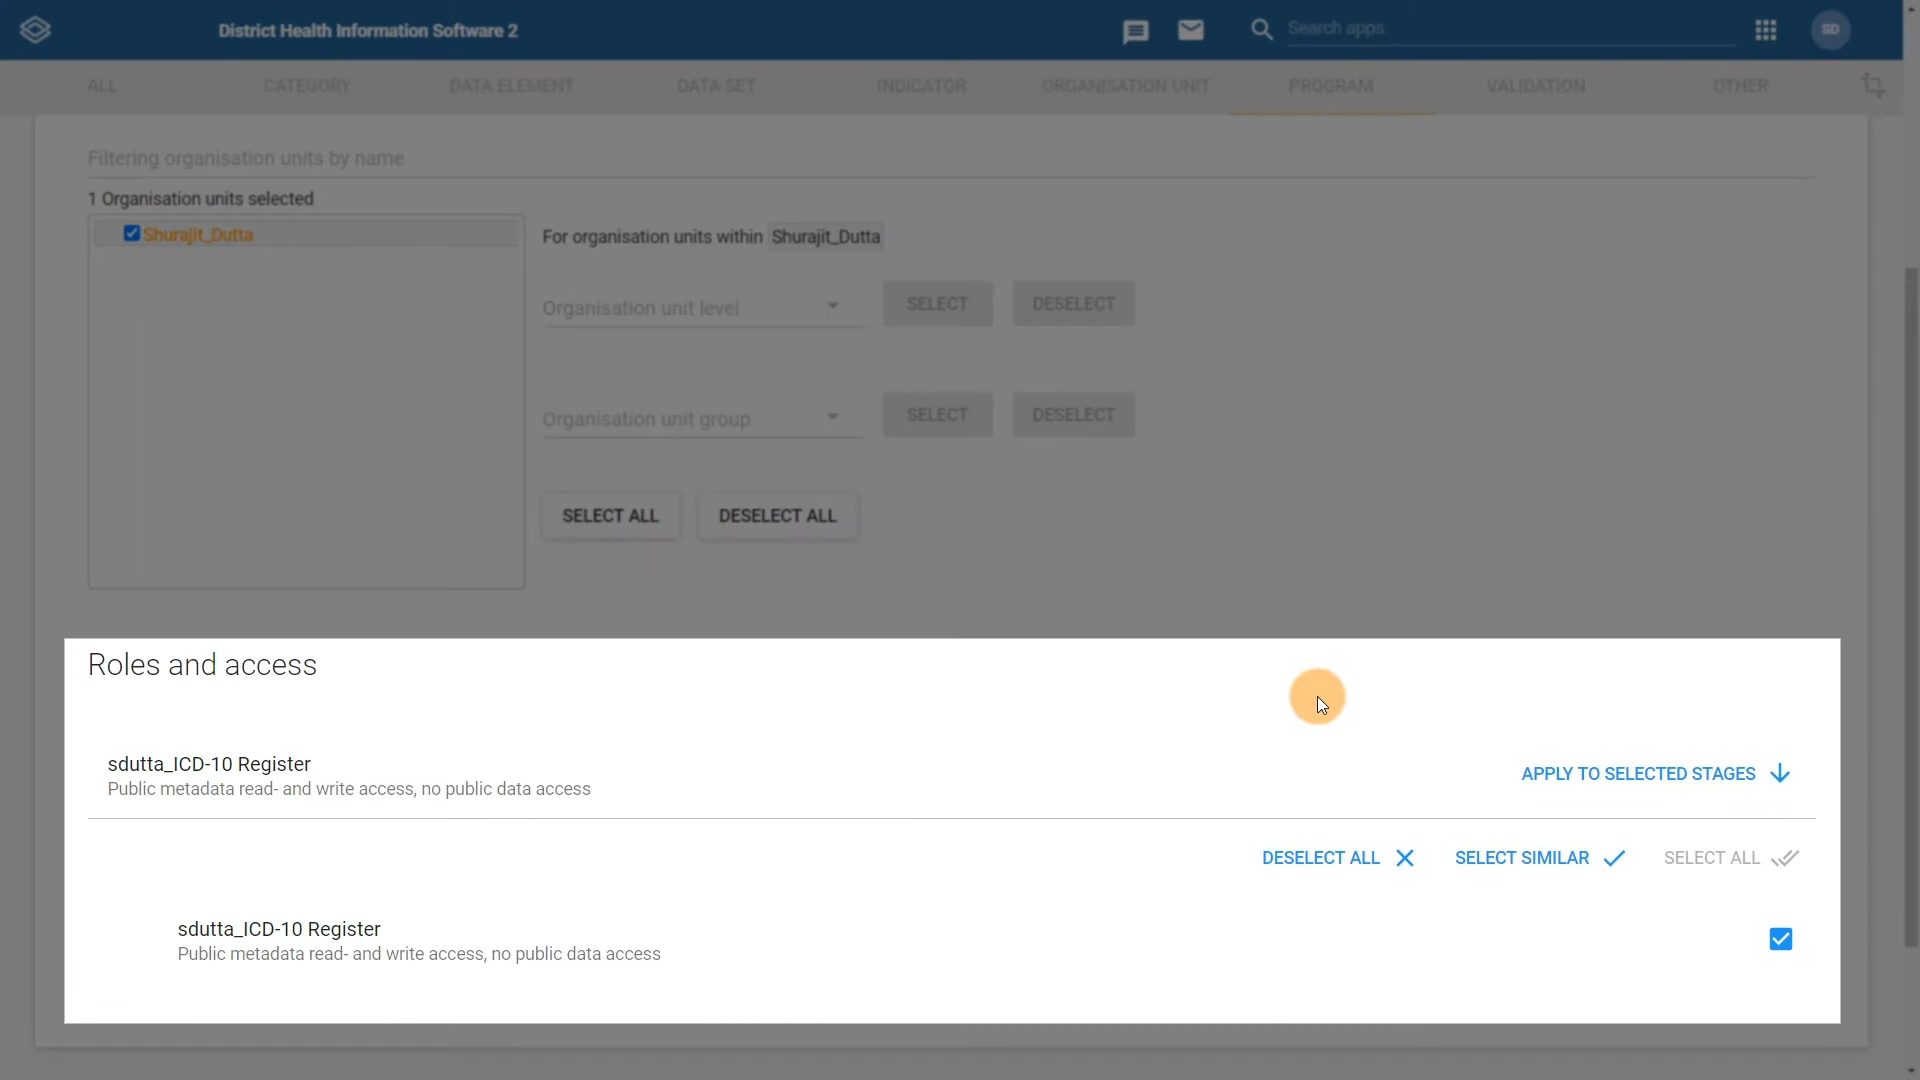 District Health Information Software 2
Search apps
SD
ALL
CATEGORY
DATA ELEMENT
DATA SET
INDICATOR
ORGANISATION UNIT
PROGRAM
VALIDATION
OTHER
Filtering organisation units by name
1 Organisation units selected
Shurajit_Dutta
For organisation units within Shurajit_Dutta
Organisation unit level
SELECT
DESELECT
Organisation unit group
SELECT
DESELECT
SELECT ALL
DESELECT ALL
Roles and access
sdutta_ICD-10 Register
Public metadata read- and write access, no public data access
APPLY TO SELECTED STAGES
DESELECT ALL
SELECT SIMILAR
SELECT ALL
sdutta_ICD-10 Register
Public metadata read- and write access, no public data access